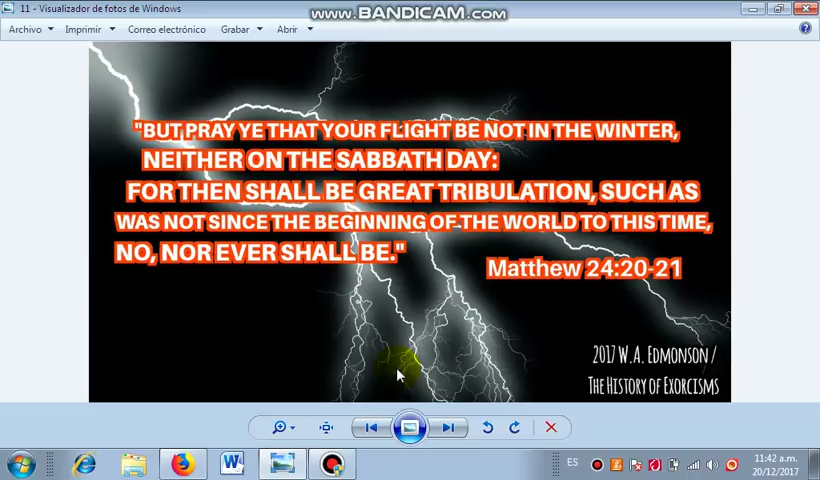 11 - Visualizador de fotos de Windows
www.BANDICAM.com
Archivo Imprimir Correo electrónico Grabar Abrir
"BUT PRAY YE THAT YOUR FLIGHT BE NOT IN THE WINTER,
NEITHER ON THE SABBATH DAY:
FOR THEN SHALL BE GREAT TRIBULATION, SUCH AS
WAS NOT SINCE THE BEGINNING OF THE WORLD TO THIS TIME,
NO, NOR EVER SHALL BE."
Matthew 24:20-21
2017 W.A. Edmonson /
The History of Exorcisms
ES
11:42 a.m.
20/12/2017